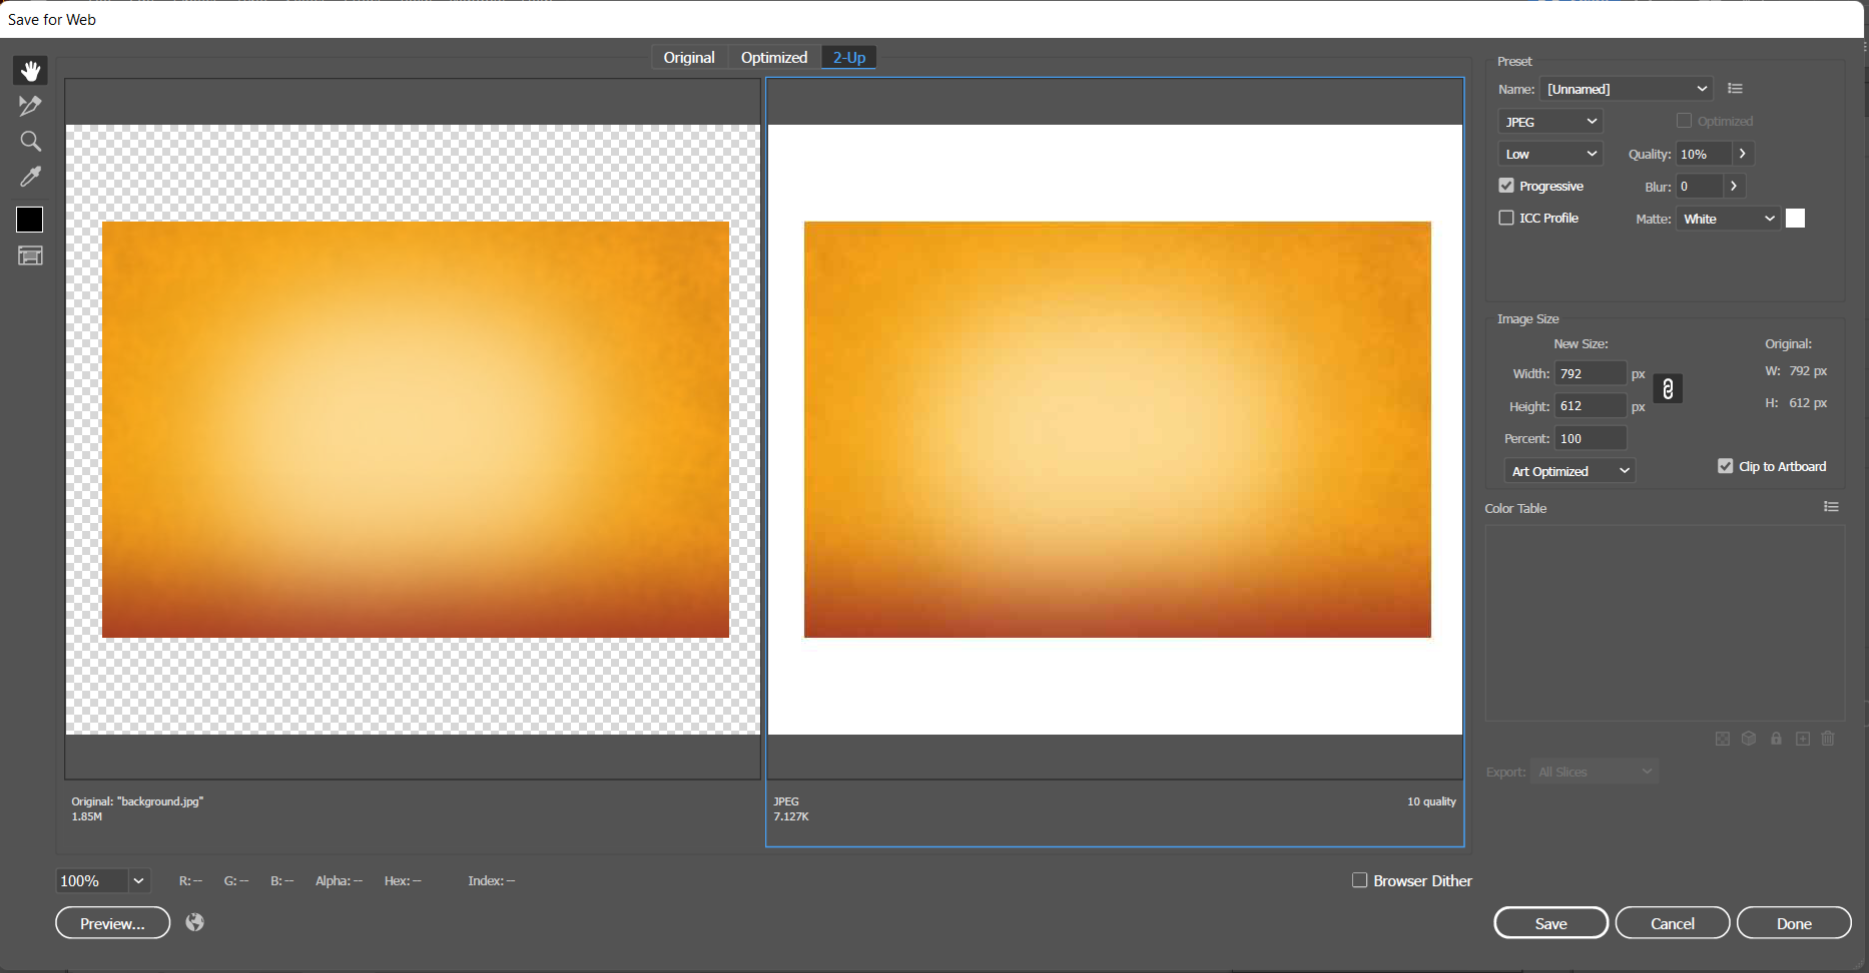 Save for Web
Original Optimized 2-Up
Preset
Name: [Unnamed]
JPEG Optimized
Low Quality: 10%
Progressive Blur: 0
ICC Profile Matte: White
Image Size
New Size: Original:
Width: 792 px W: 792 px
Height: 612 px H: 612 px
Percent: 100
Art Optimized Clip to Artboard
Color Table
Export: All Slices
Original: "background.jpg"
1.85M
JPEG 10 quality
7.127K
100% R: -- G: -- B: -- Alpha: -- Hex: -- Index: -- Browser Dither
Preview... Save Cancel Done